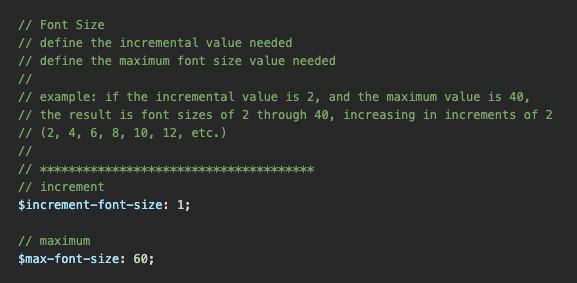 // Font Size
// define the incremental value needed
// define the maximum font size value needed
//
// example: if the incremental value is 2, and the maximum value is 40,
// the result is font sizes of 2 through 40, increasing in increments of 2
// (2, 4, 6, 8, 10, 12, etc.)
//
// **************************************
// increment
$increment-font-size: 1;
// maximum
$max-font-size: 60;